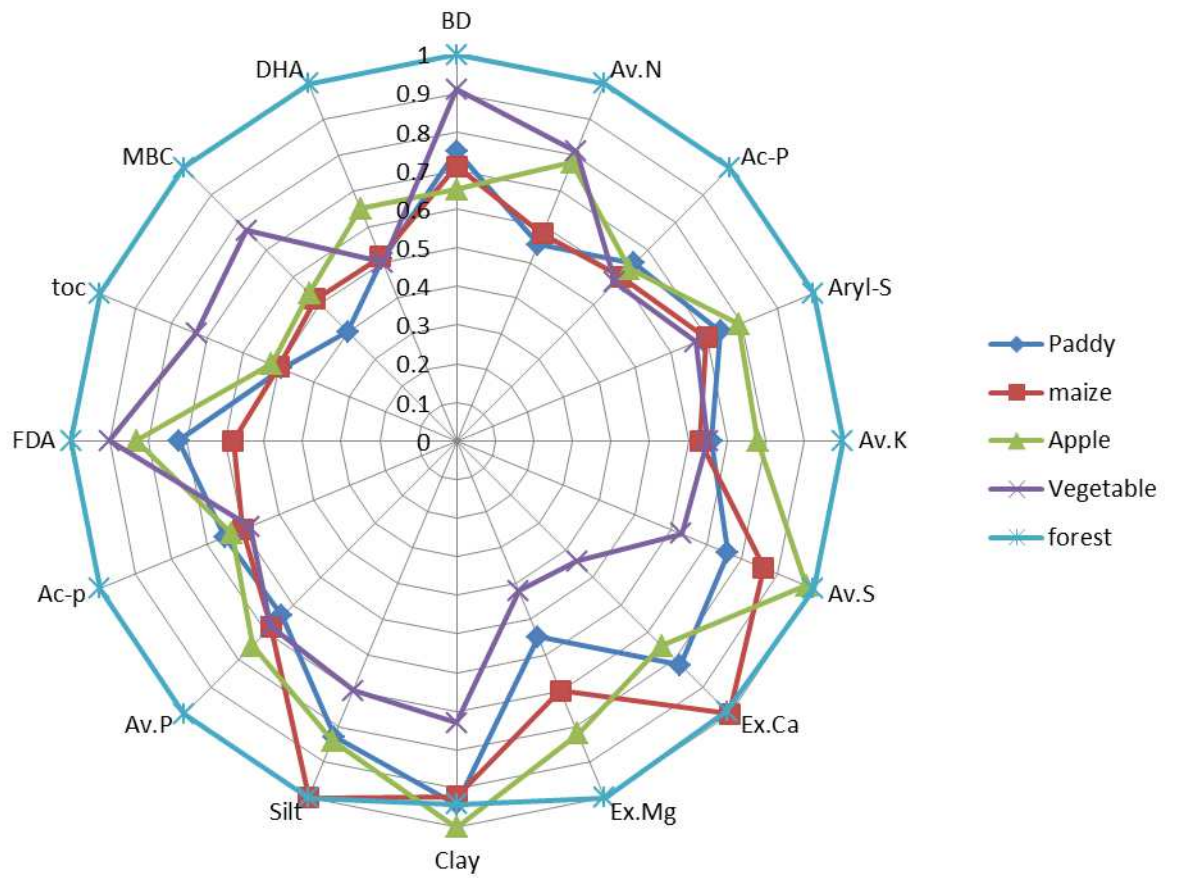 BD
Av.N
Ac-P
Aryl-S
Av.K
Av.S
Ex.Ca
Ex.Mg
Clay
Silt
Av.P
Ac-p
FDA
toc
MBC
DHA
1
0.9
0.8
0.7
0.6
0.5
0.4
0.3
0.2
0.1
0
Paddy
maize
Apple
Vegetable
forest